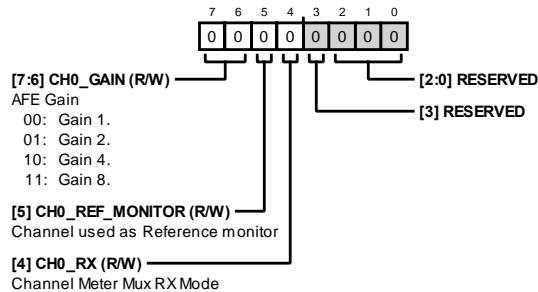 7 6 5 4 3 2 1 0
0 0 0 0 0 0 0 0
[7:6] CH0_GAIN (R/W)
AFE Gain
00: Gain 1.
01: Gain 2.
10: Gain 4.
11: Gain 8.
[5] CH0_REF_MONITOR (R/W)
Channel used as Reference monitor
[4] CH0_RX (R/W)
Channel Meter Mux RX Mode
[2:0] RESERVED
[3] RESERVED